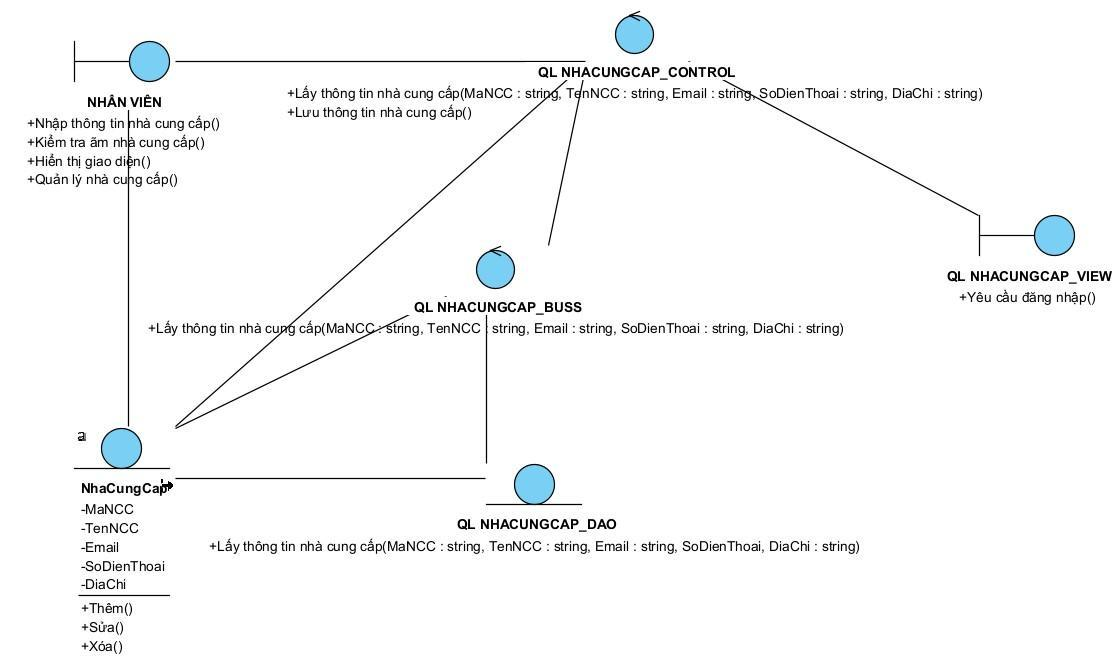 QL NHACUNGCAP_CONTROL
+Lấy thông tin nhà cung cấp(MaNCC : string, TenNCC : string, Email : string, SoDienThoai : string, DiaChi : string)
+Lưu thông tin nhà cung cấp()
NHÂN VIÊN
+Nhập thông tin nhà cung cấp()
+Kiểm tra ãm nhà cung cấp()
+Hiển thị giao diện()
+Quản lý nhà cung cấp()
QL NHACUNGCAP_VIEW
+Yêu cầu đăng nhập()
QL NHACUNGCAP_BUSS
+Lấy thông tin nhà cung cấp(MaNCC : string, TenNCC : string, Email : string, SoDienThoai : string, DiaChi : string)
a
NhaCungCap
-MaNCC
-TenNCC
-Email
-SoDienThoai
-DiaChi
+Thêm()
+Sửa()
+Xóa()
QL NHACUNGCAP_DAO
+Lấy thông tin nhà cung cấp(MaNCC : string, TenNCC : string, Email : string, SoDienThoai, DiaChi : string)